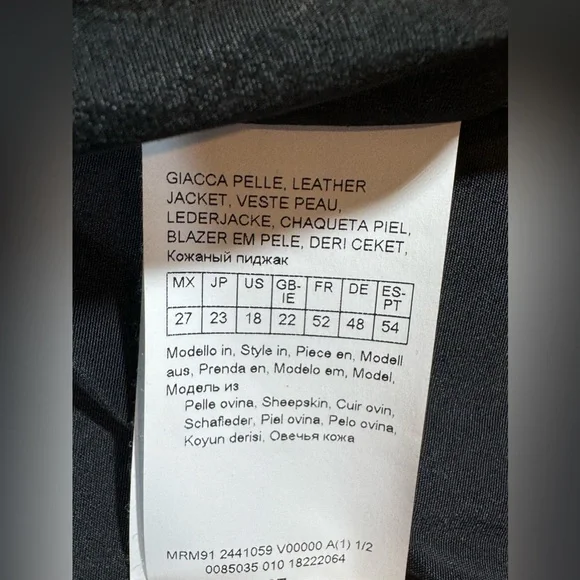 GIACCA PELLE, LEATHER
JACKET, VESTE PEAU,
LEDERJACKE, CHAQUETA PIEL,
BLAZER EM PELE, DERI CEKET,
Кожаный пиджак
MX JP US GB-IE FR DE ES-PT
27 23 18 22 52 48 54
Modello in, Style in, Piece en, Modell
aus, Prenda en, Modelo em, Model,
Модель из
Pelle ovina, Sheepskin, Cuir ovin,
Schafleder, Piel ovina, Pelo ovina,
Koyun derisi, Овечья кожа
MRM91 2441059 V00000 A(1) 1/2
0085035 010 18222064